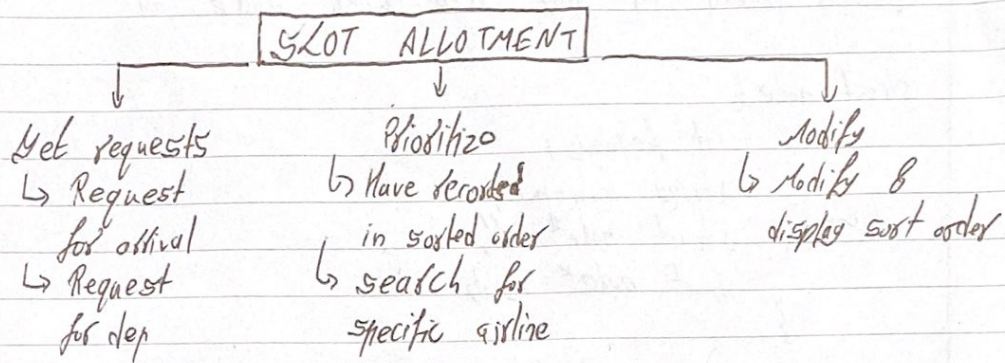 SLOT ALLOTMENT
Get requests
↳ Request
for arrival
↳ Request
for dep
Prioritize
↳ Have recorded
in sorted order
↳ search for
specific airline
Modify
↳ Modify &
display sort order